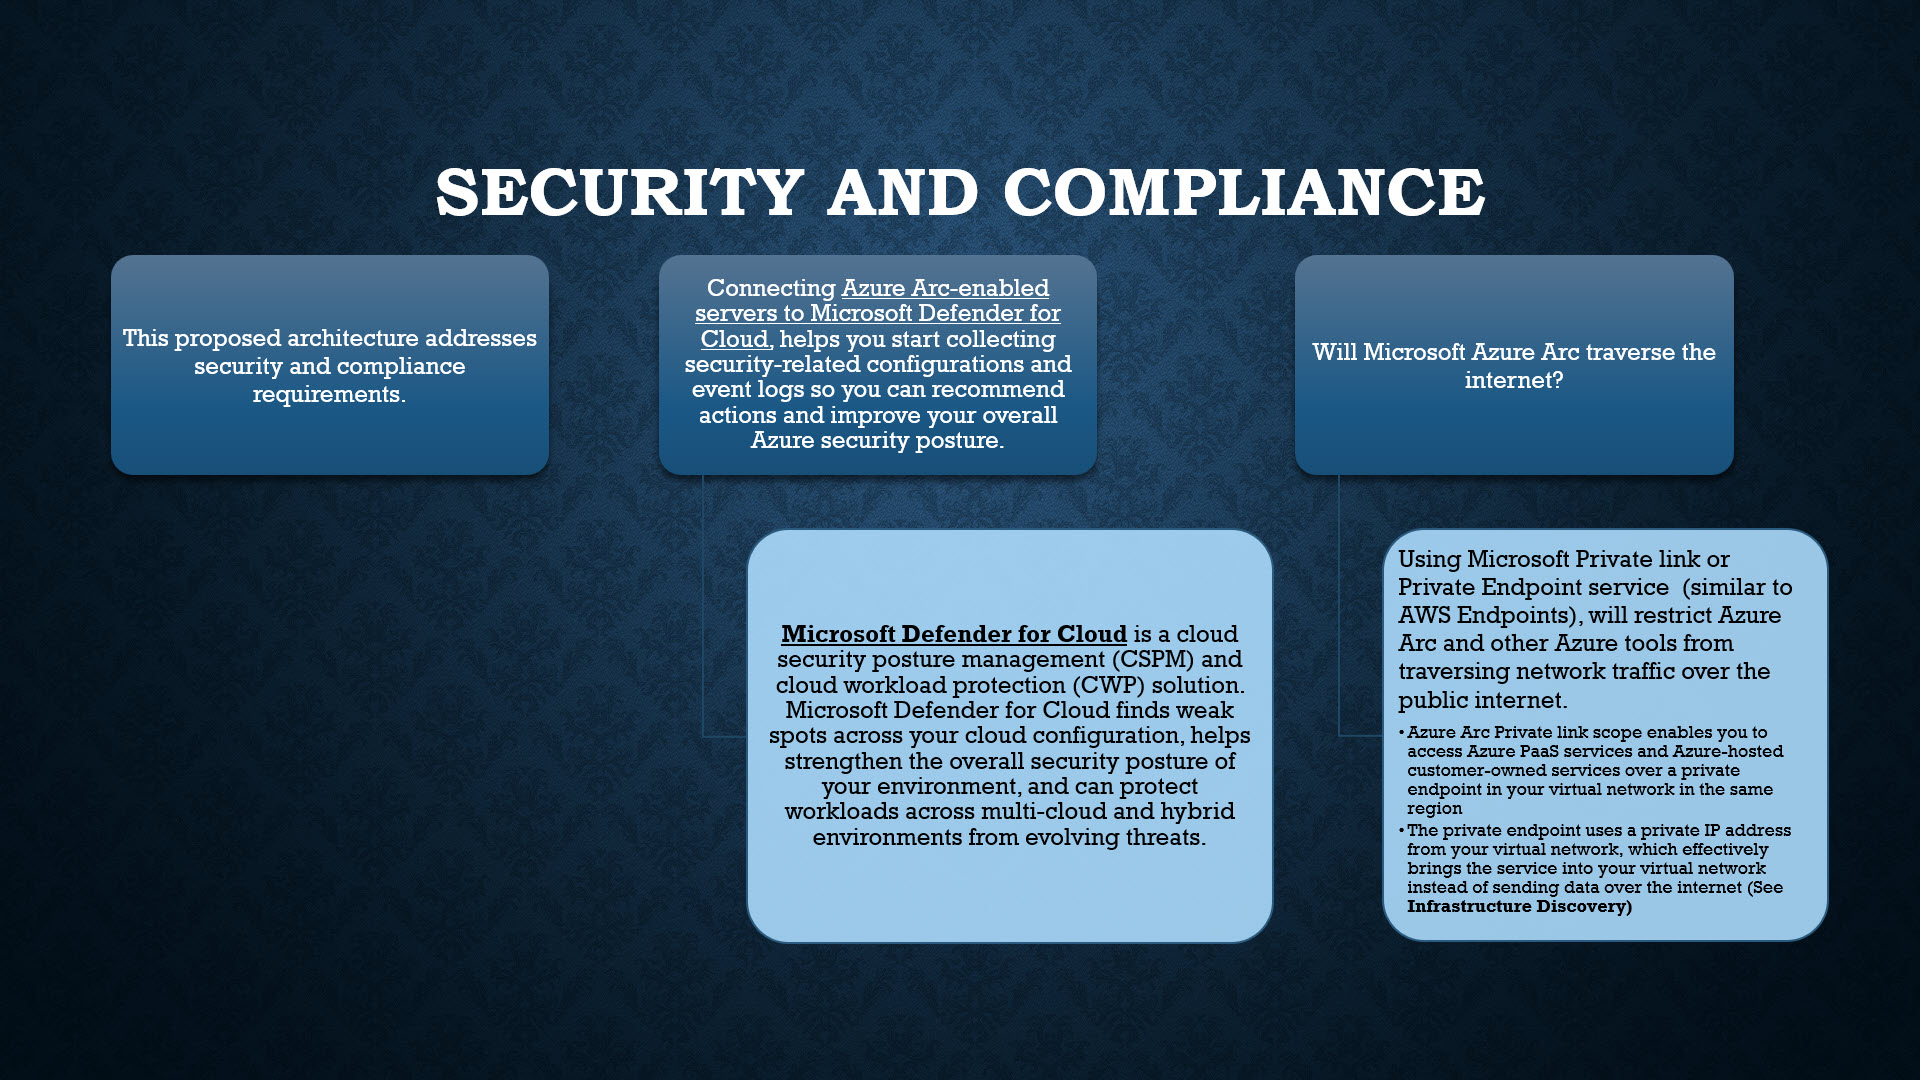 SECURITY AND COMPLIANCE
This proposed architecture addresses
security and compliance
requirements.
Connecting Azure Arc-enabled
servers to Microsoft Defender for
Cloud, helps you start collecting
security-related configurations and
event logs so you can recommend
actions and improve your overall
Azure security posture.
Microsoft Defender for Cloud is a cloud
security posture management (CSPM) and
cloud workload protection (CWP) solution.
Microsoft Defender for Cloud finds weak
spots across your cloud configuration, helps
strengthen the overall security posture of
your environment, and can protect
workloads across multi-cloud and hybrid
environments from evolving threats.
Will Microsoft Azure Arc traverse the
internet?
Using Microsoft Private link or
Private Endpoint service (similar to
AWS Endpoints), will restrict Azure
Arc and other Azure tools from
traversing network traffic over the
public internet.
• Azure Arc Private link scope enables you to
access Azure PaaS services and Azure-hosted
customer-owned services over a private
endpoint in your virtual network in the same
region
• The private endpoint uses a private IP address
from your virtual network, which effectively
brings the service into your virtual network
instead of sending data over the internet (See
Infrastructure Discovery)